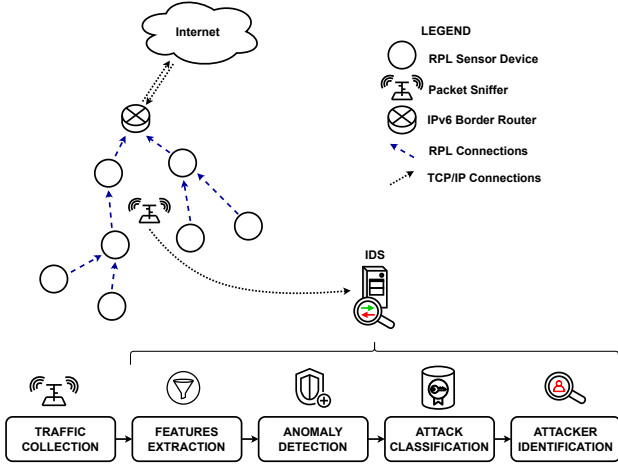 Internet
LEGEND
RPL Sensor Device
Packet Sniffer
IPv6 Border Router
RPL Connections
TCP/IP Connections
IDS
TRAFFIC
COLLECTION
FEATURES
EXTRACTION
ANOMALY
DETECTION
ATTACK
CLASSIFICATION
ATTACKER
IDENTIFICATION